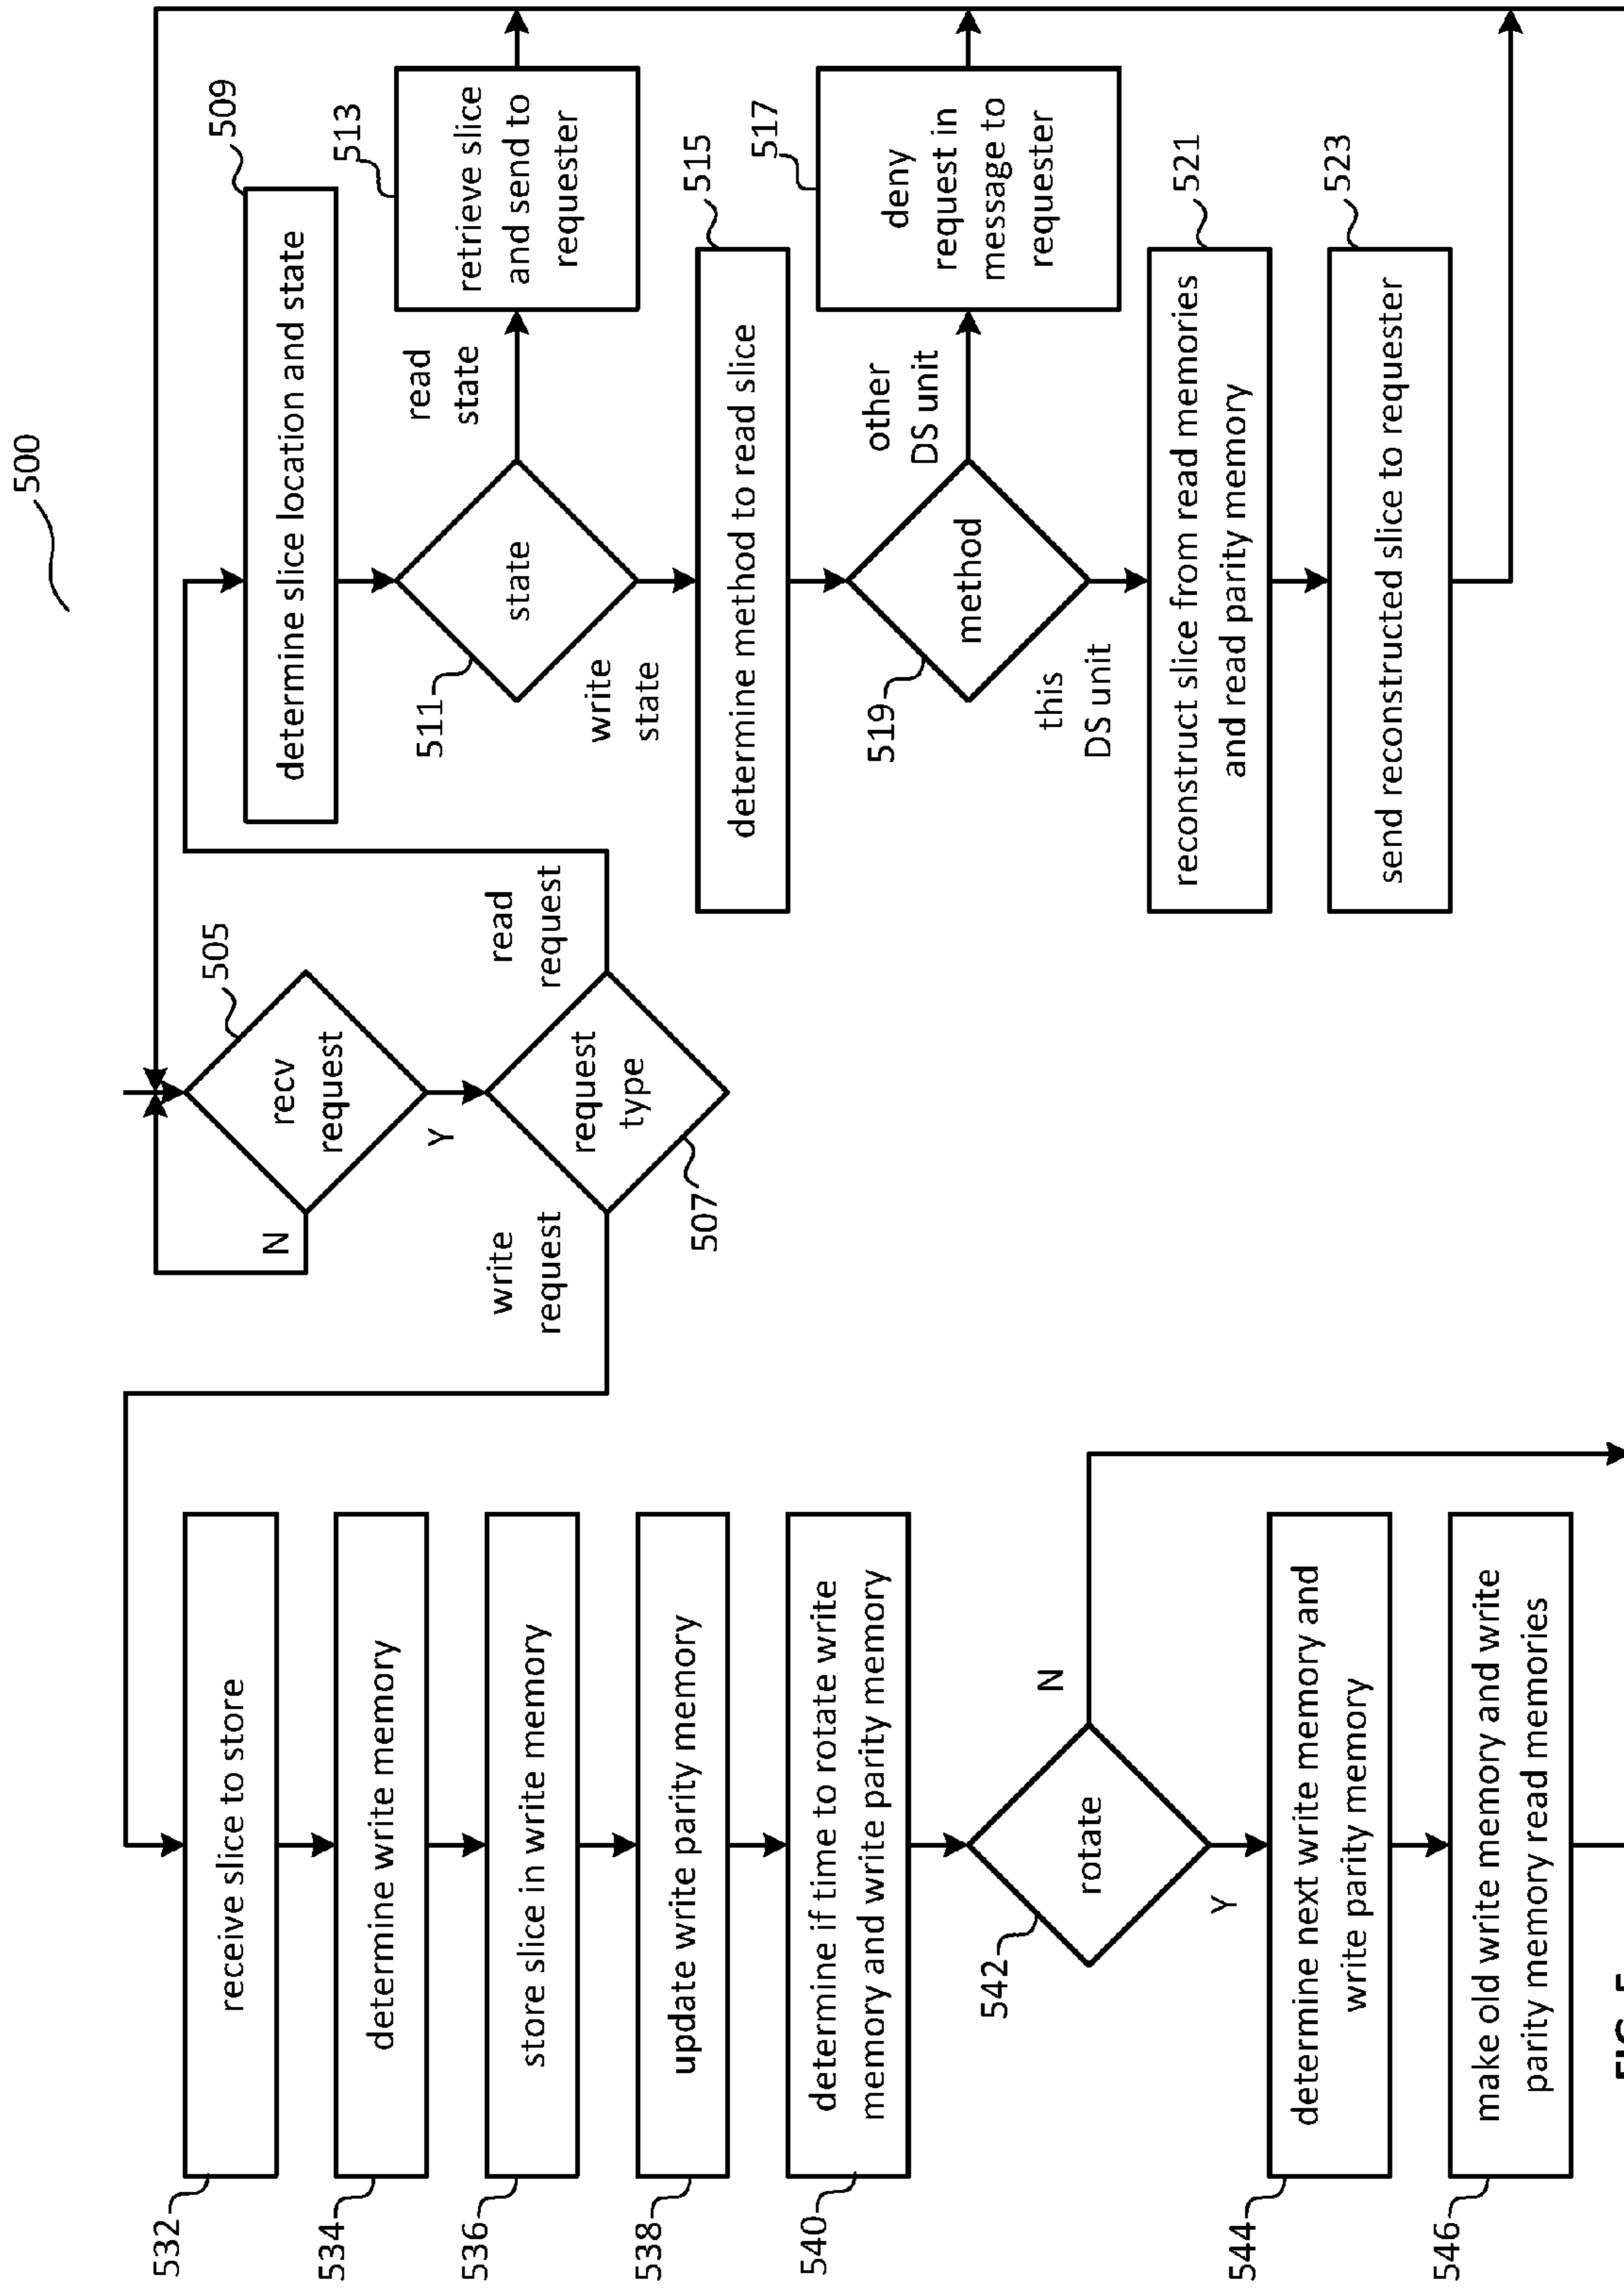 500
recv
request
505
N
Y
request
type
507
write
request
read
request
receive slice to store
532
determine write memory
534
store slice in write memory
536
update write parity memory
538
determine if time to rotate write
memory and write parity memory
540
rotate
542
N
Y
determine next write memory and
write parity memory
544
make old write memory and write
parity memory read memories
546
determine slice location and state
509
state
511
read
state
write
state
retrieve slice
and send to
requester
513
determine method to read slice
515
method
519
other
DS unit
this
DS unit
deny
request in
message to
requester
517
reconstruct slice from read memories
and read parity memory
521
send reconstructed slice to requester
523